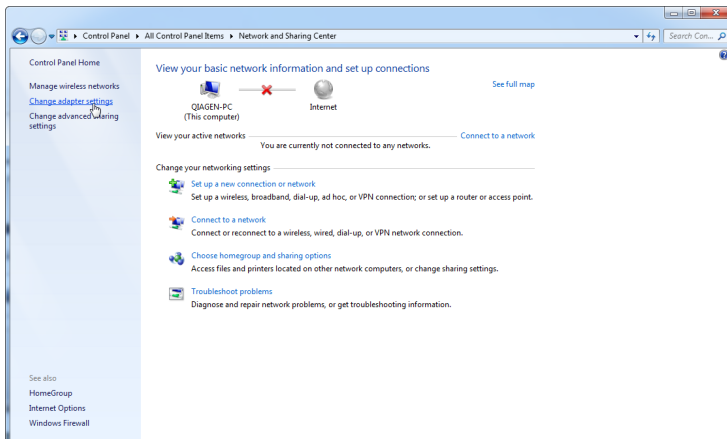 Control Panel ▸ All Control Panel Items ▸ Network and Sharing Center
Search Con...
Control Panel Home
Manage wireless networks
Change adapter settings
Change advanced sharing
settings
See also
HomeGroup
Internet Options
Windows Firewall
View your basic network information and set up connections
See full map
QIAGEN-PC
(This computer)
Internet
View your active networks
Connect to a network
You are currently not connected to any networks.
Change your networking settings
Set up a new connection or network
Set up a wireless, broadband, dial-up, ad hoc, or VPN connection; or set up a router or access point.
Connect to a network
Connect or reconnect to a wireless, wired, dial-up, or VPN network connection.
Choose homegroup and sharing options
Access files and printers located on other network computers, or change sharing settings.
Troubleshoot problems
Diagnose and repair network problems, or get troubleshooting information.